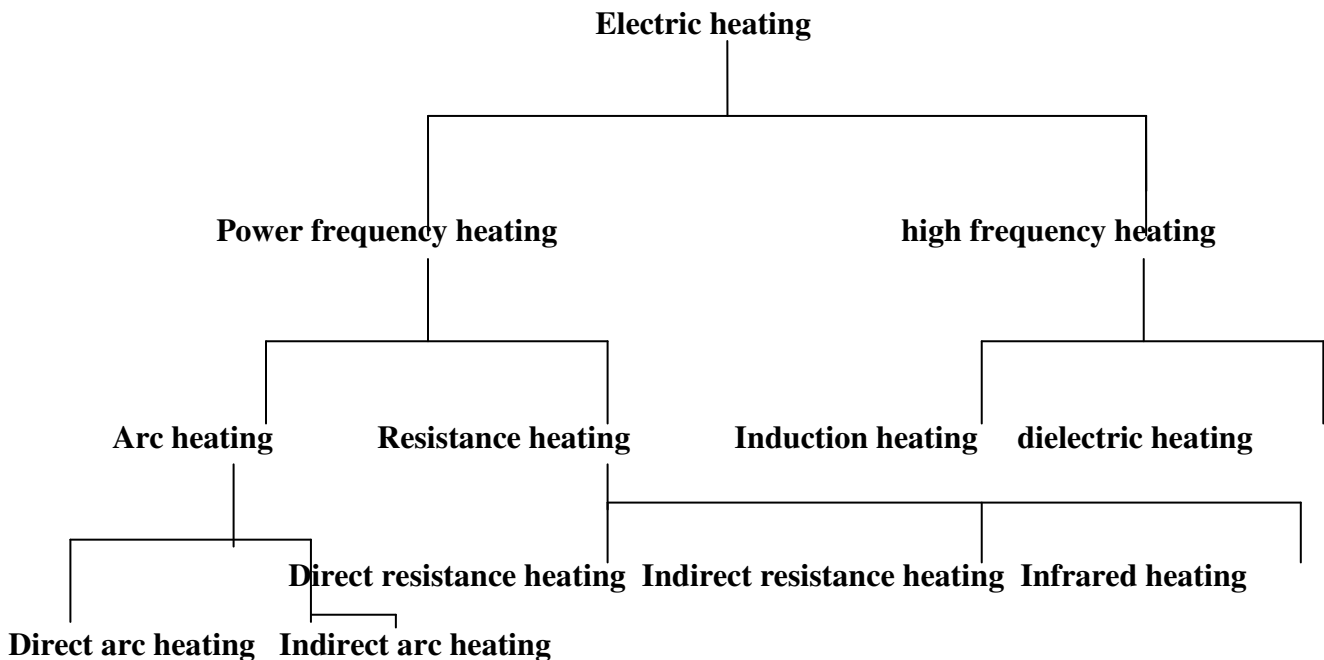 Electric heating
Power frequency heating high frequency heating
Arc heating Resistance heating Induction heating dielectric heating
Direct resistance heating Indirect resistance heating Infrared heating
Direct arc heating Indirect arc heating